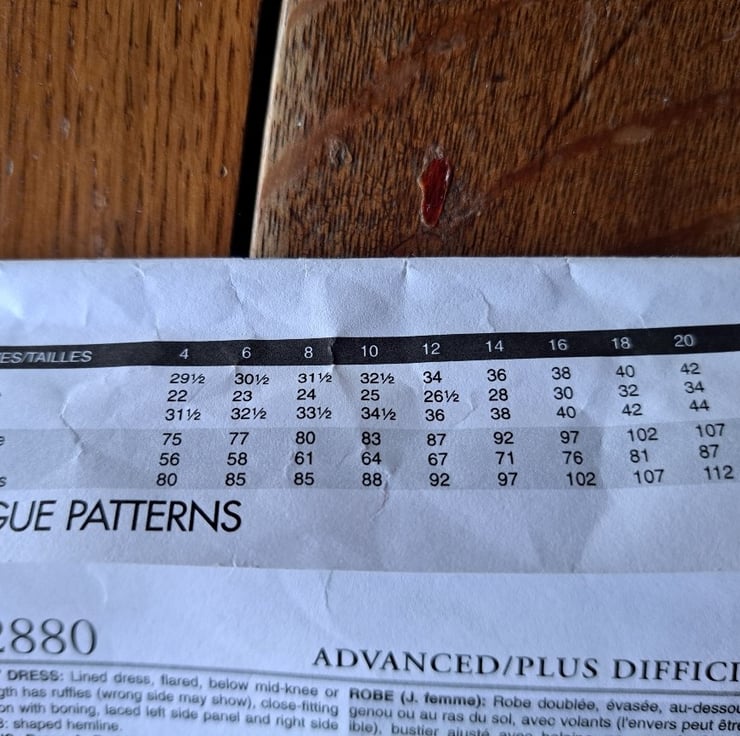 ES/TAILLES 4 6 8 10 12 14 16 18 20
29½ 30½ 31½ 32½ 34 36 38 40 42
22 23 24 25 26½ 28 30 32 34
31½ 32½ 33½ 34½ 36 38 40 42 44
75 77 80 83 87 92 97 102 107
56 58 61 64 67 71 76 81 87
s 80 85 85 88 92 97 102 107 112
GUE PATTERNS
2880
ADVANCED/PLUS DIFFICI
DRESS: Lined dress, flared, below mid-knee or
gth has ruffles (wrong side may show), close-fitting
on with boning, laced left side panel and right side
: shaped hemline.
ROBE (J. femme): Robe doublée, évasée, au-dessou
genou ou au ras du sol, avec volants (l'envers peut être
ible), bustier ajusté avec